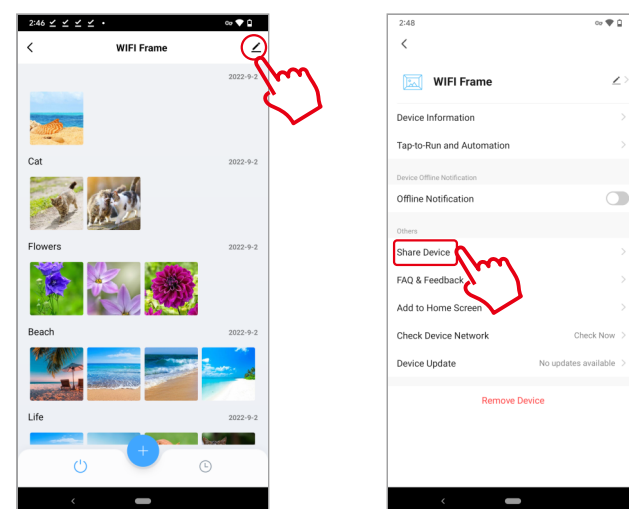 2:46
WIFI Frame
2022-9-2
Cat
2022-9-2
Flowers
2022-9-2
Beach
2022-9-2
Life
2022-9-2
2:48
WIFI Frame
Device Information
Tap-to-Run and Automation
Device Offline Notification
Offline Notification
Others
Share Device
FAQ & Feedback
Add to Home Screen
Check Device Network Check Now
Device Update No updates available
Remove Device